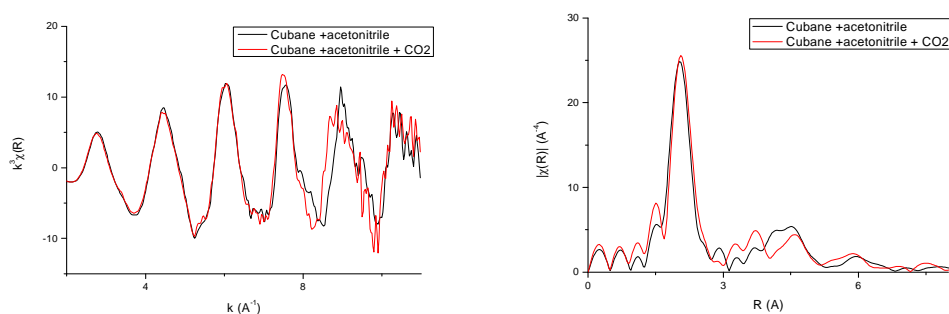 20
10
0
-10
k³χ(R)
4
8
k (A⁻¹)
Cubane +acetonitrile
Cubane +acetonitrile + CO2
30
20
10
0
|χ(R)| (A⁻⁴)
0
3
6
R (A)
Cubane +acetonitrile
Cubane +acetonitrile + CO2